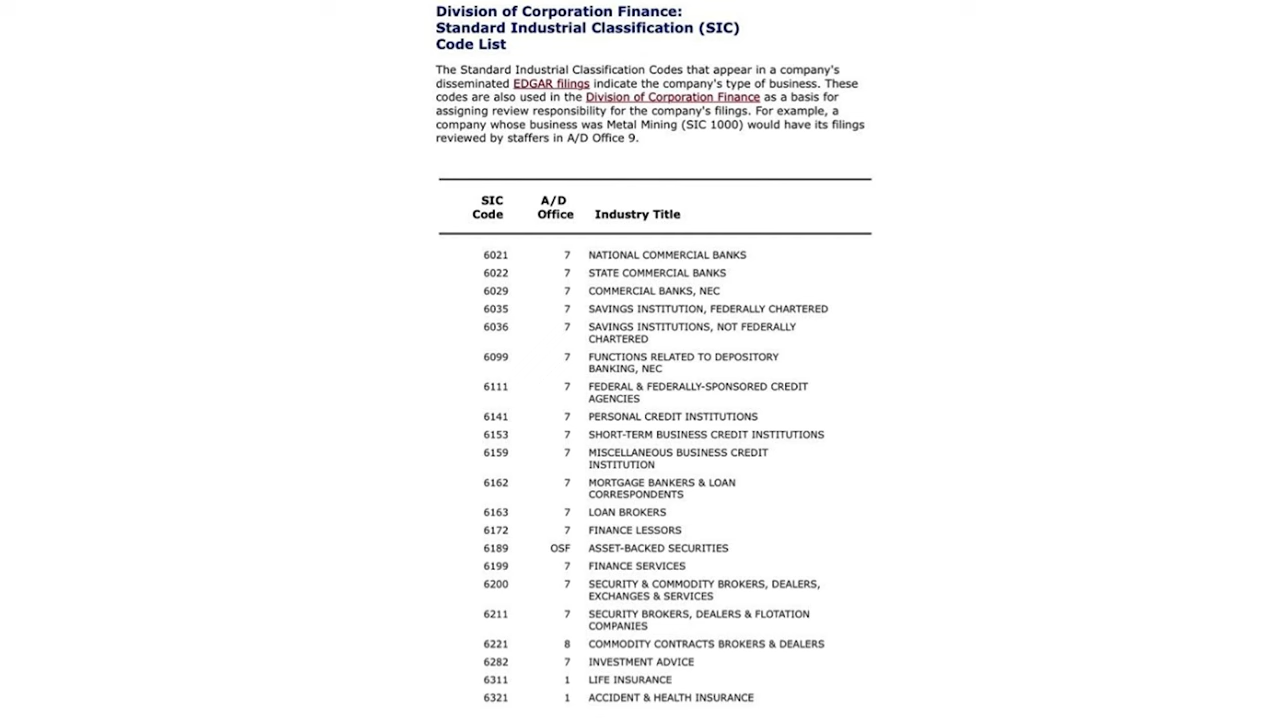 Division of Corporation Finance:
Standard Industrial Classification (SIC)
Code List
The Standard Industrial Classification Codes that appear in a company's
disseminated EDGAR filings indicate the company's type of business. These
codes are also used in the Division of Corporation Finance as a basis for
assigning review responsibility for the company's filings. For example, a
company whose business was Metal Mining (SIC 1000) would have its filings
reviewed by staffers in A/D Office 9.
SIC A/D
Code Office Industry Title
6021 7 NATIONAL COMMERCIAL BANKS
6022 7 STATE COMMERCIAL BANKS
6029 7 COMMERCIAL BANKS, NEC
6035 7 SAVINGS INSTITUTION, FEDERALLY CHARTERED
6036 7 SAVINGS INSTITUTIONS, NOT FEDERALLY
CHARTERED
6099 7 FUNCTIONS RELATED TO DEPOSITORY
BANKING, NEC
6111 7 FEDERAL & FEDERALLY-SPONSORED CREDIT
AGENCIES
6141 7 PERSONAL CREDIT INSTITUTIONS
6153 7 SHORT-TERM BUSINESS CREDIT INSTITUTIONS
6159 7 MISCELLANEOUS BUSINESS CREDIT
INSTITUTION
6162 7 MORTGAGE BANKERS & LOAN
CORRESPONDENTS
6163 7 LOAN BROKERS
6172 7 FINANCE LESSORS
6189 OSF ASSET-BACKED SECURITIES
6199 7 FINANCE SERVICES
6200 7 SECURITY & COMMODITY BROKERS, DEALERS,
EXCHANGES & SERVICES
6211 7 SECURITY BROKERS, DEALERS & FLOTATION
COMPANIES
6221 8 COMMODITY CONTRACTS BROKERS & DEALERS
6282 7 INVESTMENT ADVICE
6311 1 LIFE INSURANCE
6321 1 ACCIDENT & HEALTH INSURANCE